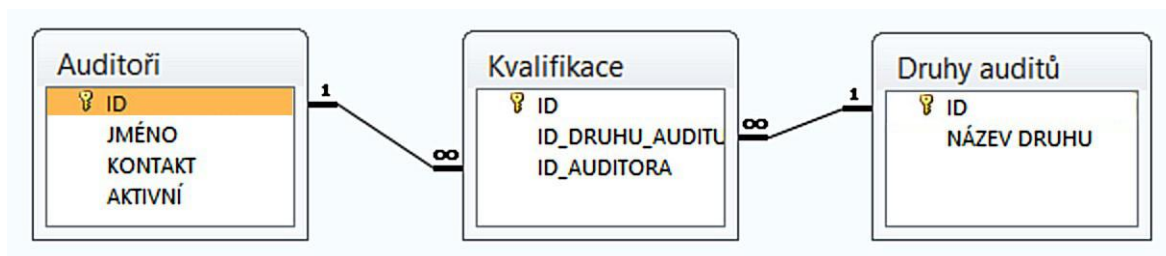 Auditoři
ID
JMÉNO
KONTAKT
AKTIVNÍ
1
∞
Kvalifikace
ID
ID_DRUHU_AUDITU
ID_AUDITORA
∞
1
Druhy auditů
ID
NÁZEV DRUHU